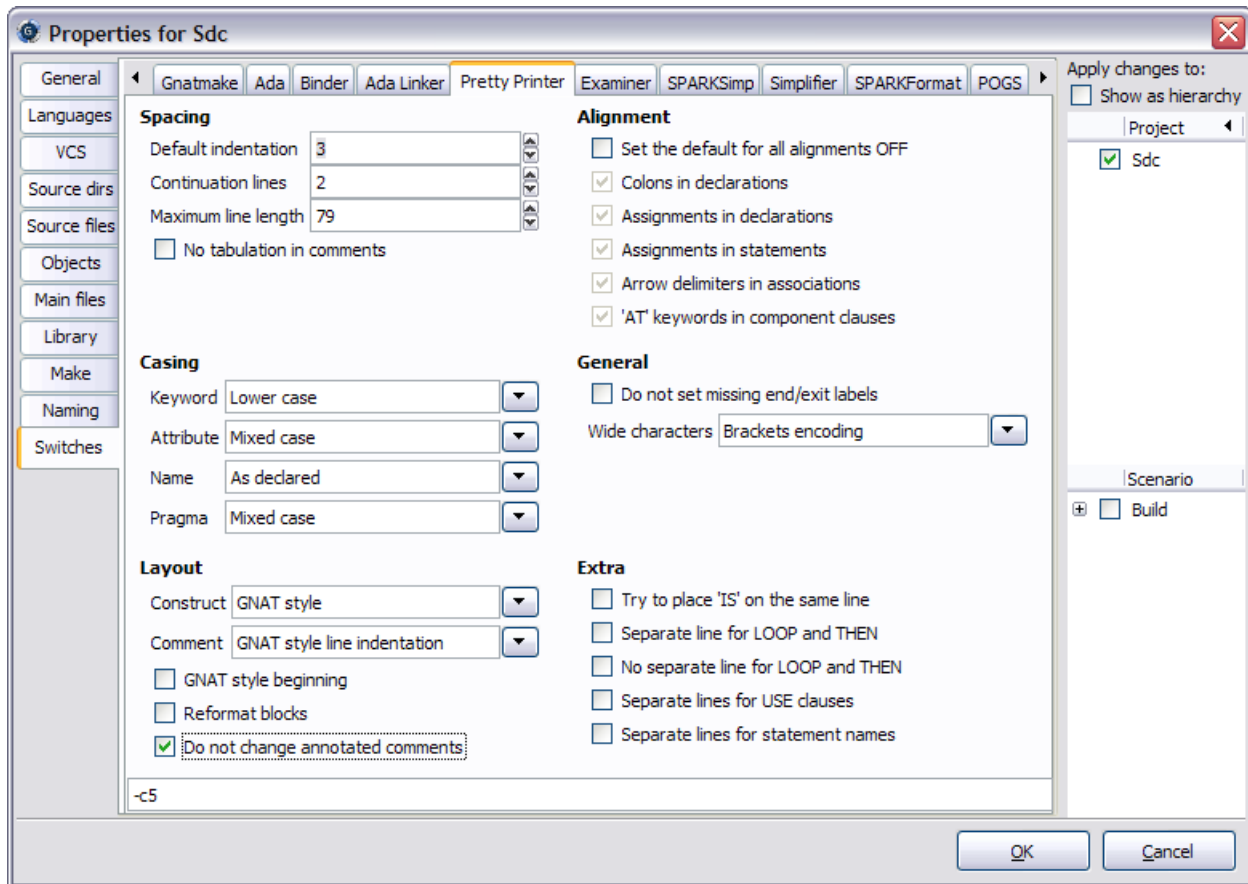 Properties for Sdc
General
Languages
VCS
Source dirs
Source files
Objects
Main files
Library
Make
Naming
Switches
Gnatmake Ada Binder Ada Linker Pretty Printer Examiner SPARKSimp Simplifier SPARKFormat POGS
Spacing
Default indentation 3
Continuation lines 2
Maximum line length 79
No tabulation in comments
Alignment
Set the default for all alignments OFF
Colons in declarations
Assignments in declarations
Assignments in statements
Arrow delimiters in associations
'AT' keywords in component clauses
Casing
Keyword Lower case
Attribute Mixed case
Name As declared
Pragma Mixed case
General
Do not set missing end/exit labels
Wide characters Brackets encoding
Layout
Construct GNAT style
Comment GNAT style line indentation
GNAT style beginning
Reformat blocks
Do not change annotated comments
Extra
Try to place 'IS' on the same line
Separate line for LOOP and THEN
No separate line for LOOP and THEN
Separate lines for USE clauses
Separate lines for statement names
-c5
Apply changes to:
Show as hierarchy
Project
Sdc
Scenario
Build
OK Cancel